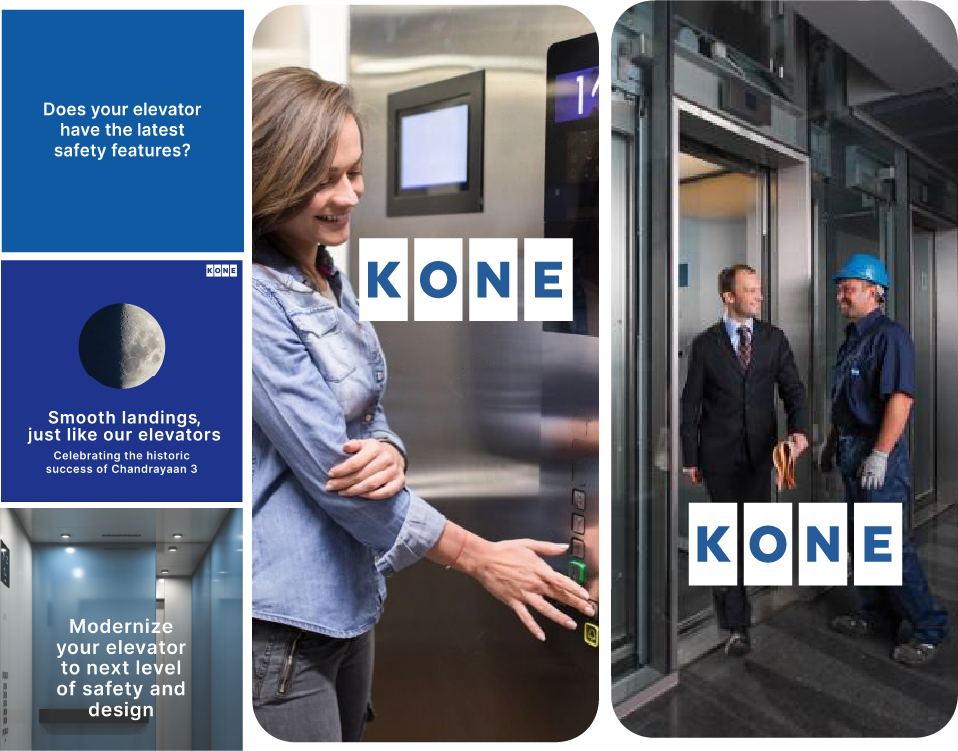 Does your elevator
have the latest
safety features?
KONE
Smooth landings,
just like our elevators
Celebrating the historic
success of Chandrayaan 3
Modernize
your elevator
to next level
of safety and
design
KONE
KONE